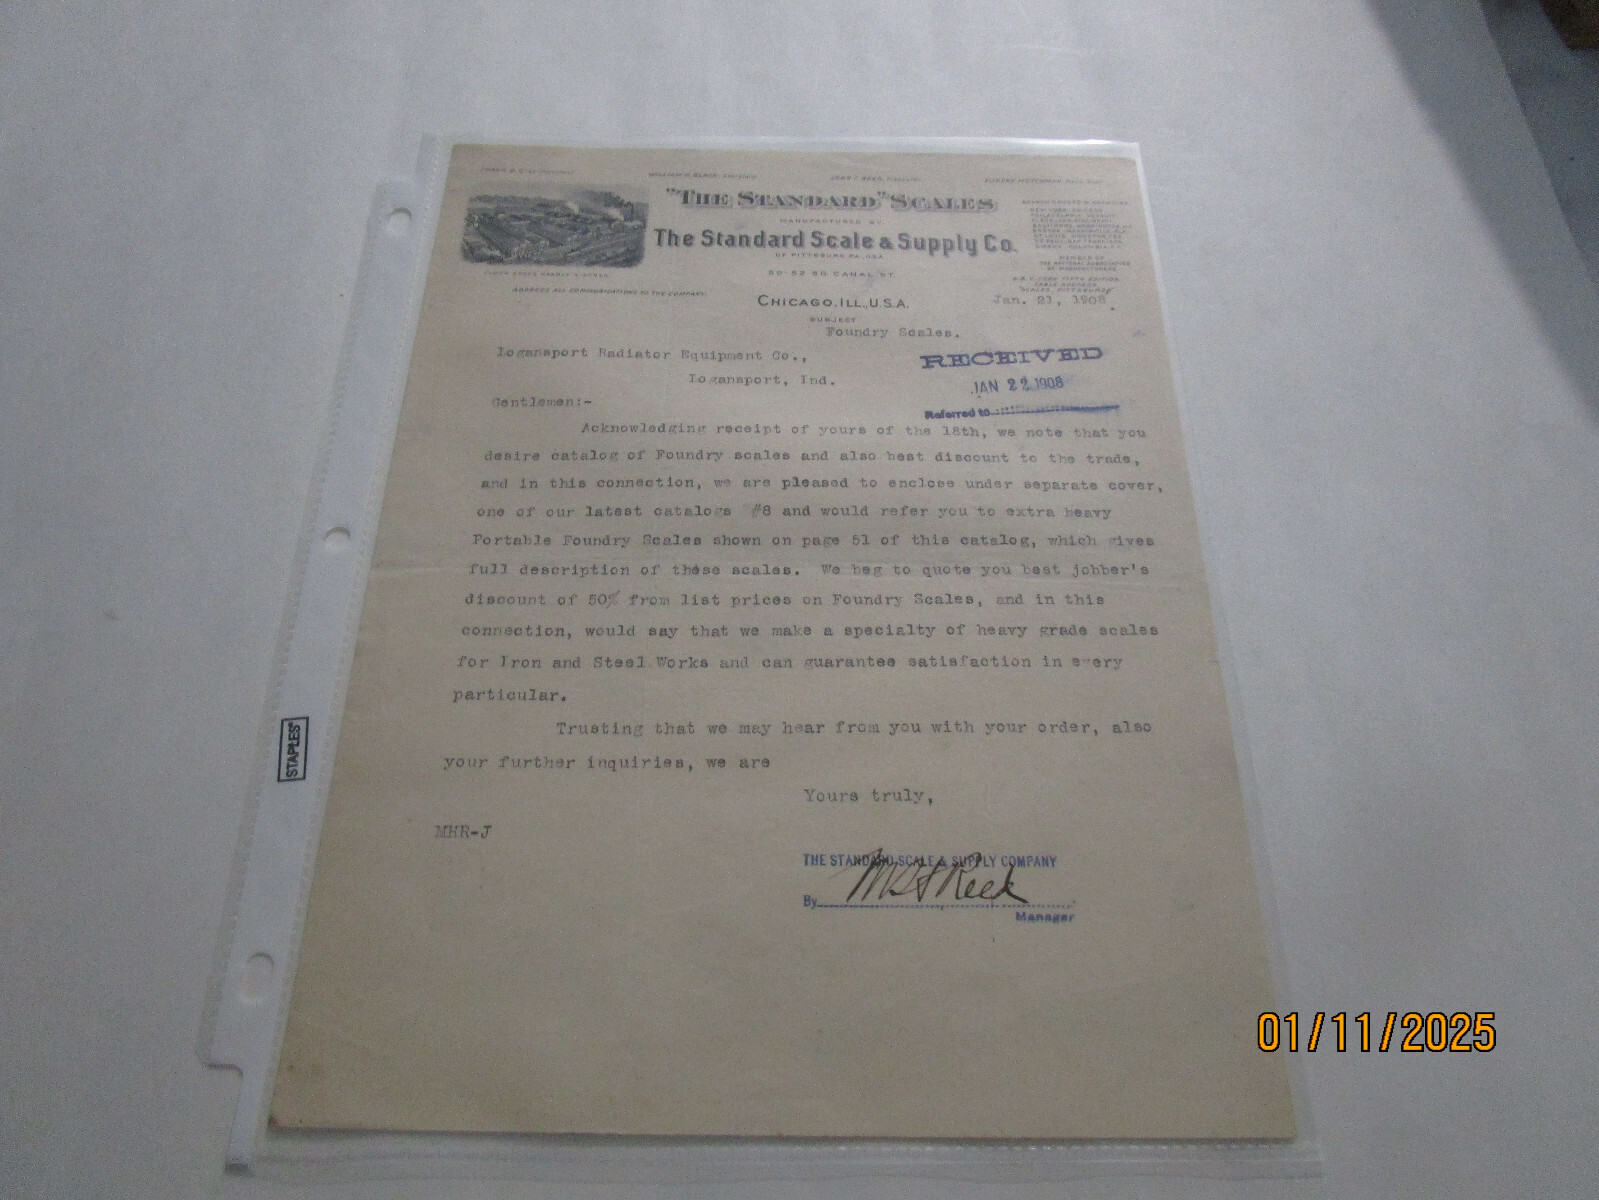 "THE STANDARD" SCALES
MANUFACTURED BY
The Standard Scale & Supply Co.
OF PITTSBURG, PA., U.S.A.
50-52 SO CANAL ST.
ADDRESS ALL COMMUNICATIONS TO THE COMPANY.
MEMBER OF
THE NATIONAL ASSOCIATION
OF MANUFACTURERS
CHICAGO, ILL., U.S.A.
Jan. 21, 1908.
SUBJECT
Foundry Scales.
Logansport Radiator Equipment Co.,
Logansport, Ind.
RECEIVED
JAN 22 1908
Referred to
Gentlemen:-
Acknowledging receipt of yours of the 18th, we note that you
desire catalog of Foundry scales and also best discount to the trade,
and in this connection, we are pleased to enclose under separate cover,
one of our latest catalogs #8 and would refer you to extra heavy
Portable Foundry Scales shown on page 51 of this catalog, which gives
full description of these scales. We beg to quote you best jobber's
discount of 50% from list prices on Foundry Scales, and in this
connection, would say that we make a specialty of heavy grade scales
for Iron and Steel Works and can guarantee satisfaction in every
particular.
Trusting that we may hear from you with your order, also
your further inquiries, we are
Yours truly,
MHR-J
THE STANDARD SCALE & SUPPLY COMPANY
By
Manager
STAPLES
01/11/2025